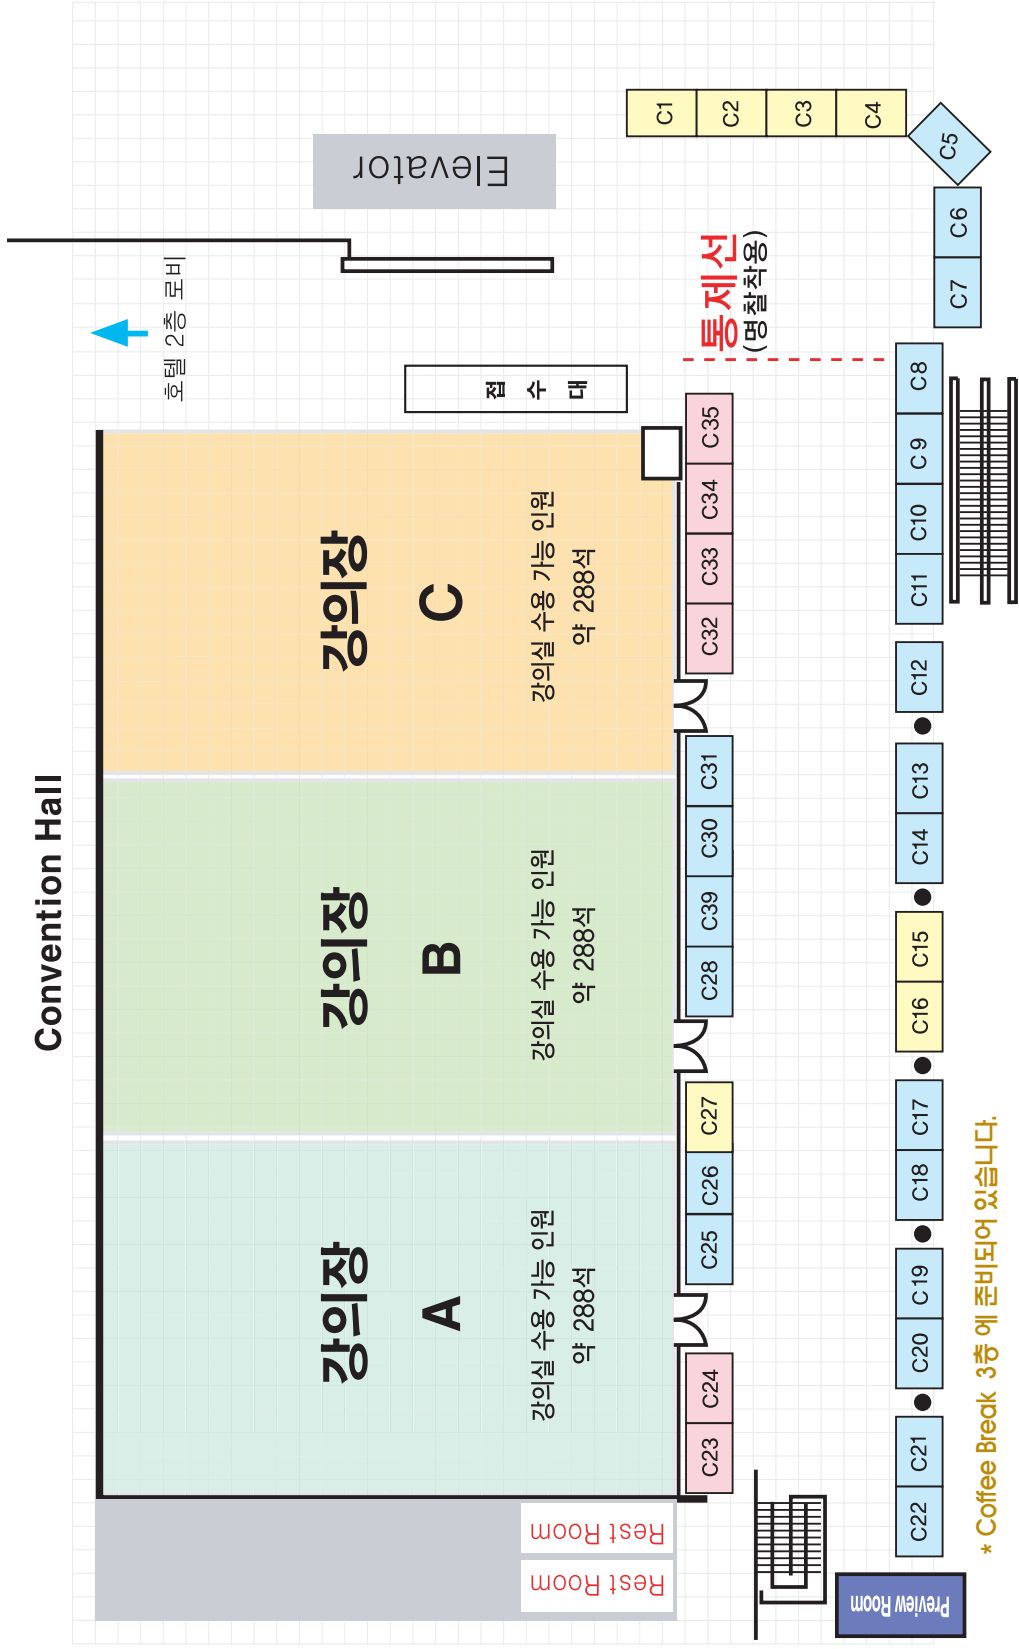 Convention Hall
호텔 2층 로비
Elevator
접 수 대
통제선
(명찰착용)
강의장
A
강의실 수용 가능 인원
약 288석
강의장
B
강의실 수용 가능 인원
약 288석
강의장
C
강의실 수용 가능 인원
약 288석
Rest Room
Rest Room
C23
C24
C25
C26
C27
C28
C39
C30
C31
C32
C33
C34
C35
C1
C2
C3
C4
C5
C6
C7
C8
C9
C10
C11
C12
C13
C14
C15
C16
C17
C18
C19
C20
C21
C22
Preview Room
* Coffee Break 3층 에 준비되어 있습니다.